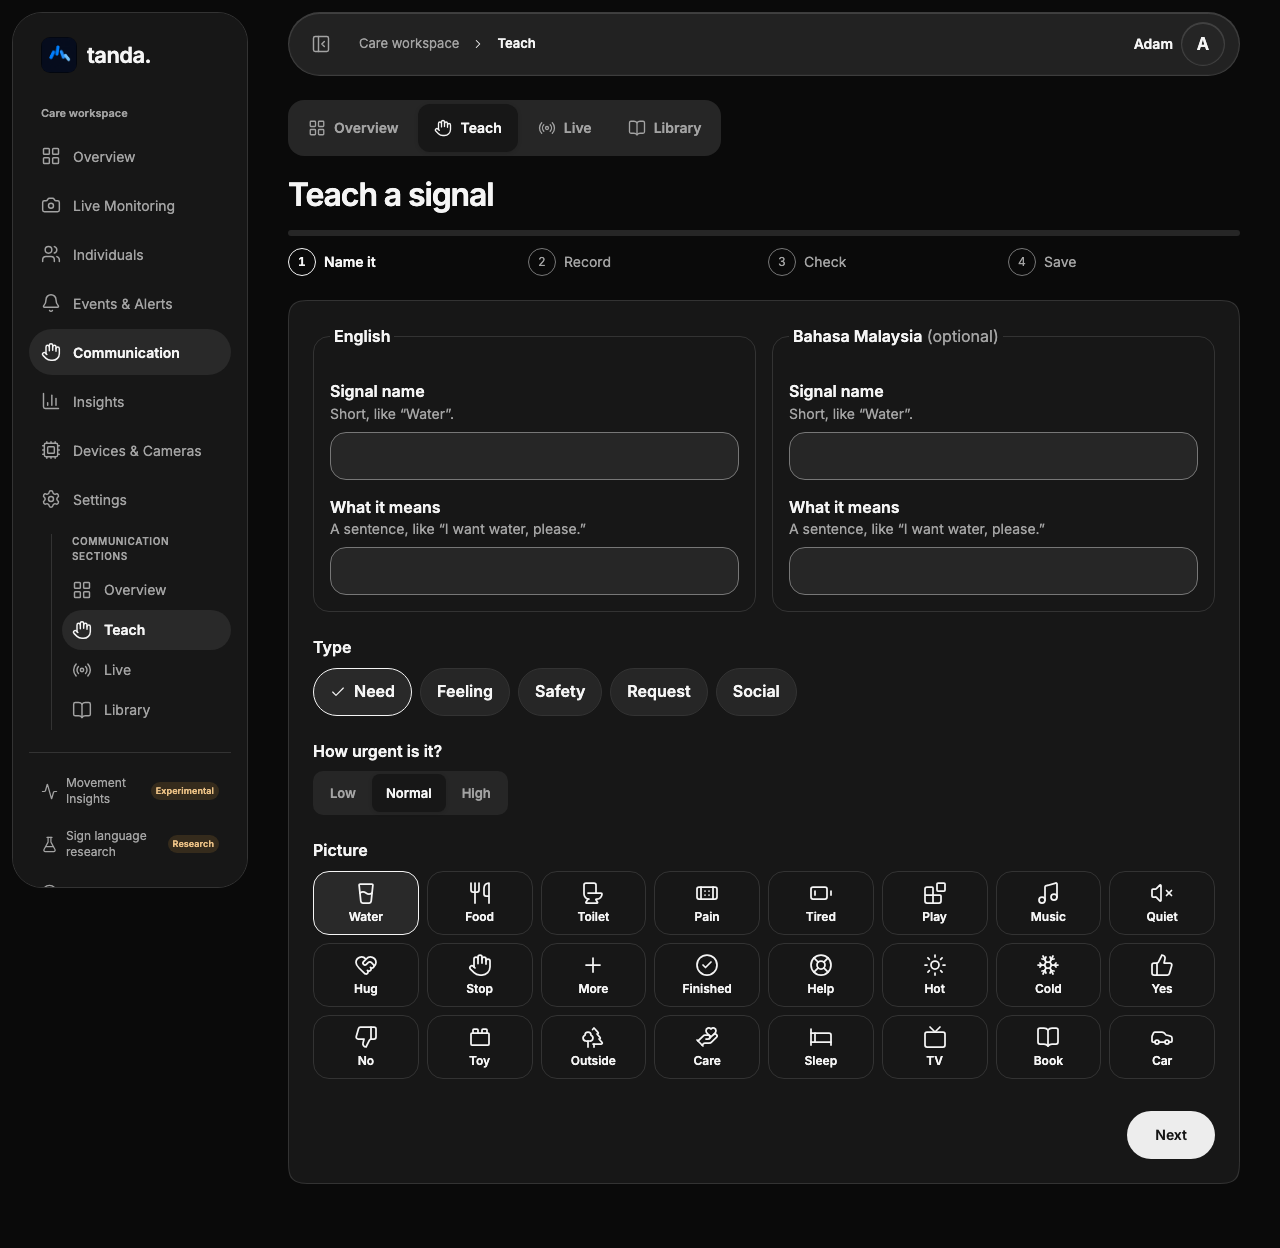 tanda.
Care workspace
Overview
Live Monitoring
Individuals
Events & Alerts
Communication
Insights
Devices & Cameras
Settings
COMMUNICATION
SECTIONS
Overview
Teach
Live
Library
Movement
Insights
Experimental
Sign language
research
Research
Care workspace > Teach
Adam A
Overview Teach Live Library
Teach a signal
1 Name it 2 Record 3 Check 4 Save
English
Signal name
Short, like “Water”.
What it means
A sentence, like “I want water, please.”
Bahasa Malaysia (optional)
Signal name
Short, like “Water”.
What it means
A sentence, like “I want water, please.”
Type
Need Feeling Safety Request Social
How urgent is it?
Low Normal High
Picture
Water Food Toilet Pain Tired Play Music Quiet
Hug Stop More Finished Help Hot Cold Yes
No Toy Outside Care Sleep TV Book Car
Next